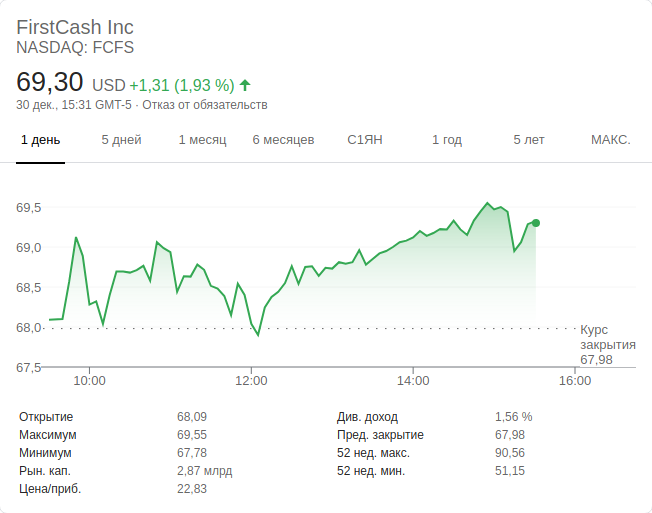 FirstCash Inc
NASDAQ: FCFS
69,30 USD +1,31 (1,93 %)
30 дек., 15:31 GMT-5 · Отказ от обязательств
1 день 5 дней 1 месяц 6 месяцев С1ЯН 1 год 5 лет МАКС.
69,5
69,0
68,5
68,0
67,5
Курс
закрытия
67,98
10:00 12:00 14:00 16:00
Открытие 68,09 Див. доход 1,56 %
Максимум 69,55 Пред. закрытие 67,98
Минимум 67,78 52 нед. макс. 90,56
Рын. кап. 2,87 млрд 52 нед. мин. 51,15
Цена/приб. 22,83